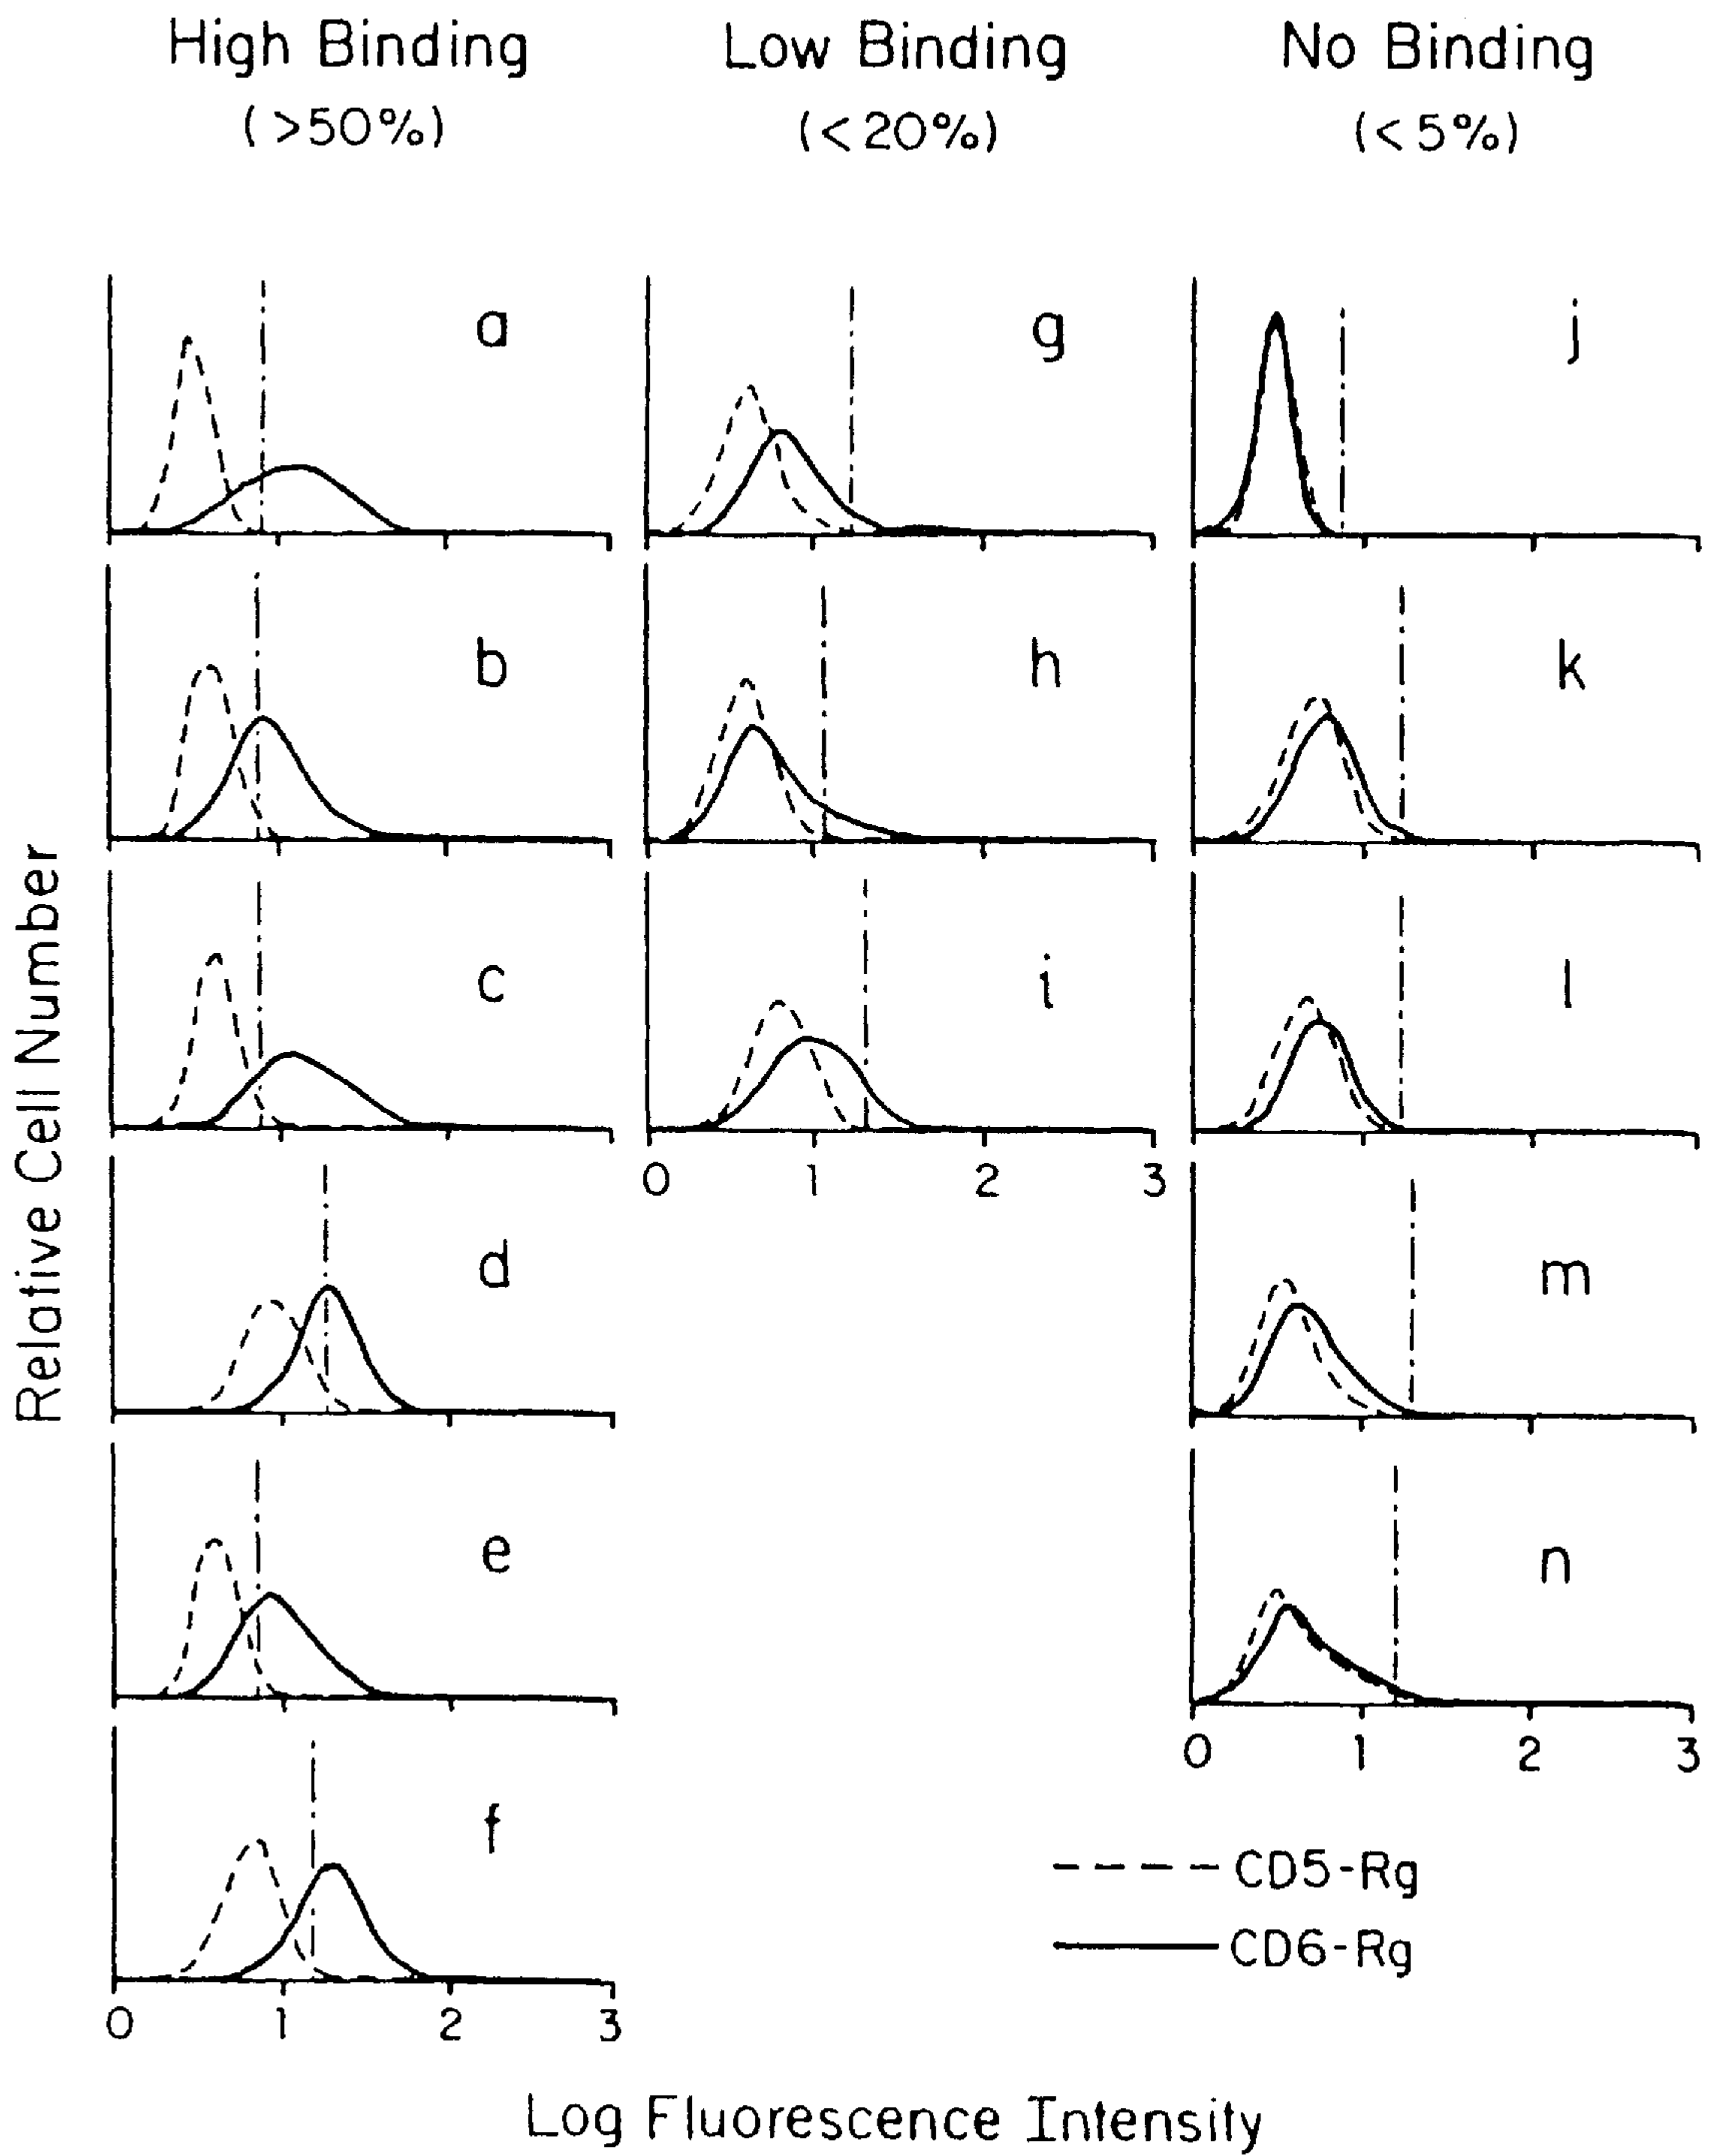 High Binding
(>50%)
Low Binding
(<20%)
No Binding
(<5%)
Relative Cell Number
a
g
j
b
h
k
c
i
l
0 1 2 3
d
m
e
n
0 1 2 3
f
0 1 2 3
CD5-Rg
CD6-Rg
Log Fluorescence Intensity